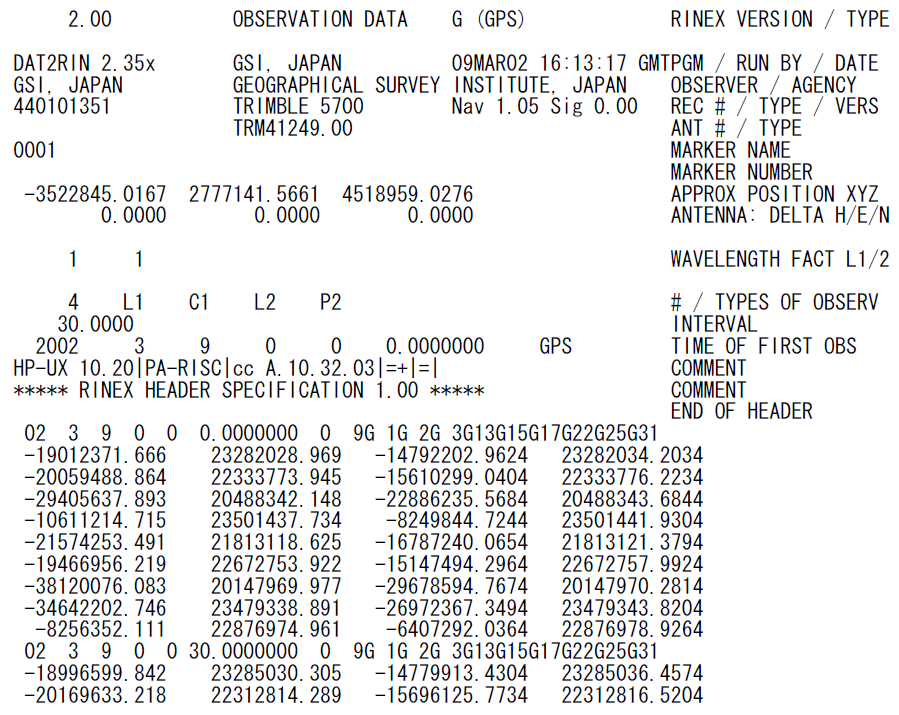 2.00           OBSERVATION DATA    G (GPS)             RINEX VERSION / TYPE
DAT2RIN 2.35x       GSI, JAPAN          09MAR02 16:13:17 GMTPGM / RUN BY / DATE
GSI, JAPAN          GEOGRAPHICAL SURVEY INSTITUTE, JAPAN    OBSERVER / AGENCY
440101351           TRIMBLE 5700        Nav 1.05 Sig 0.00   REC # / TYPE / VERS
                    TRM41249.00                             ANT # / TYPE
0001                                                        MARKER NAME
                                                            MARKER NUMBER
 -3522845.0167  2777141.5661  4518959.0276                  APPROX POSITION XYZ
        0.0000        0.0000        0.0000                  ANTENNA: DELTA H/E/N
     1     1                                                WAVELENGTH FACT L1/2
     4    L1    C1    L2    P2                              # / TYPES OF OBSERV
    30.0000                                                 INTERVAL
  2002     3     9     0     0    0.0000000     GPS         TIME OF FIRST OBS
HP-UX 10.20|PA-RISC|cc A.10.32.03|=+|=|                     COMMENT
***** RINEX HEADER SPECIFICATION 1.00 *****                 COMMENT
                                                            END OF HEADER
 02  3  9  0  0  0.0000000  0  9G 1G 2G 3G13G15G17G22G25G31
 -19012371.666    23282028.969   -14792202.9624   23282034.2034
 -20059488.864    22333773.945   -15610299.0404   22333776.2234
 -29405637.893    20488342.148   -22886235.5684   20488343.6844
 -10611214.715    23501437.734    -8249844.7244   23501441.9304
 -21574253.491    21813118.625   -16787240.0654   21813121.3794
 -19466956.219    22672753.922   -15147494.2964   22672757.9924
 -38120076.083    20147969.977   -29678594.7674   20147970.2814
 -34642202.746    23479338.891   -26972367.3494   23479343.8204
  -8256352.111    22876974.961    -6407292.0364   22876978.9264
 02  3  9  0  0 30.0000000  0  9G 1G 2G 3G13G15G17G22G25G31
 -18996599.842    23285030.305   -14779913.4304   23285036.4574
 -20169633.218    22312814.289   -15696125.7734   22312816.5204